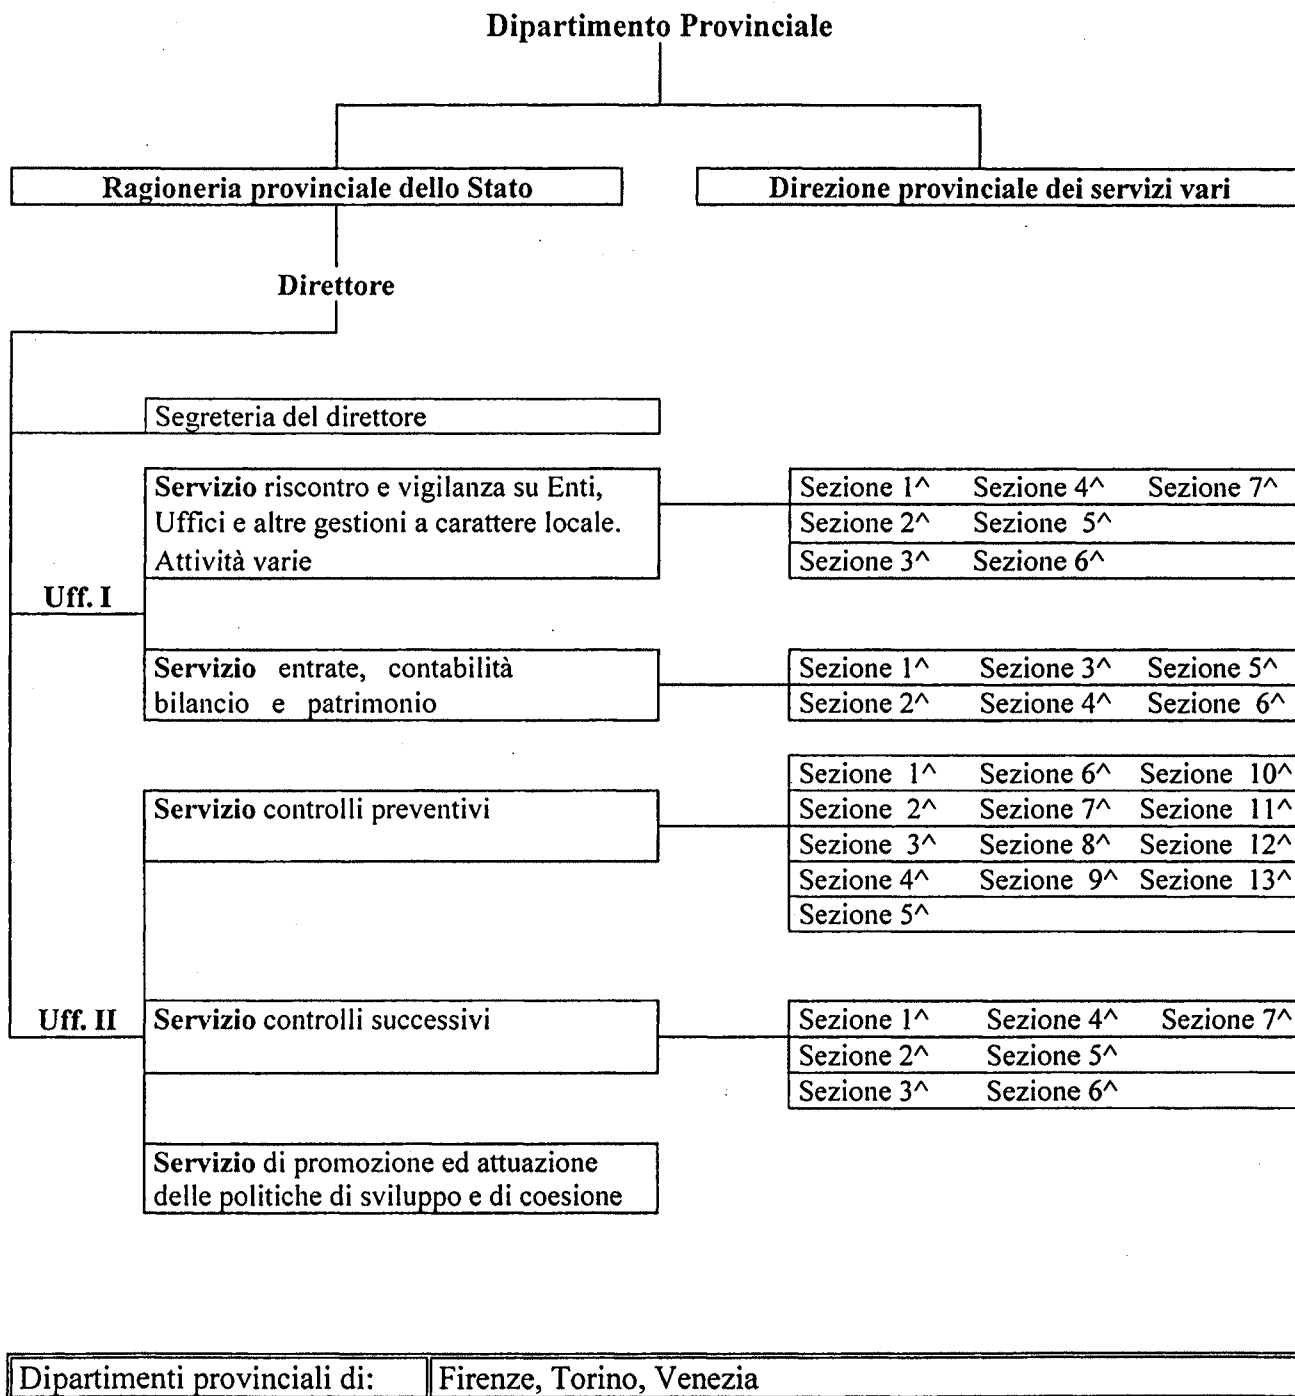 Dipartimento Provinciale
Ragioneria provinciale dello Stato
Direzione provinciale dei servizi vari
Direttore
Segreteria del direttore
Uff. I
Servizio riscontro e vigilanza su Enti,
Uffici e altre gestioni a carattere locale.
Attività varie
Sezione 1^ Sezione 4^ Sezione 7^
Sezione 2^ Sezione 5^
Sezione 3^ Sezione 6^
Servizio entrate, contabilità
bilancio e patrimonio
Sezione 1^ Sezione 3^ Sezione 5^
Sezione 2^ Sezione 4^ Sezione 6^
Uff. II
Servizio controlli preventivi
Sezione 1^ Sezione 6^ Sezione 10^
Sezione 2^ Sezione 7^ Sezione 11^
Sezione 3^ Sezione 8^ Sezione 12^
Sezione 4^ Sezione 9^ Sezione 13^
Sezione 5^
Servizio controlli successivi
Sezione 1^ Sezione 4^ Sezione 7^
Sezione 2^ Sezione 5^
Sezione 3^ Sezione 6^
Servizio di promozione ed attuazione
delle politiche di sviluppo e di coesione
Dipartimenti provinciali di: Firenze, Torino, Venezia